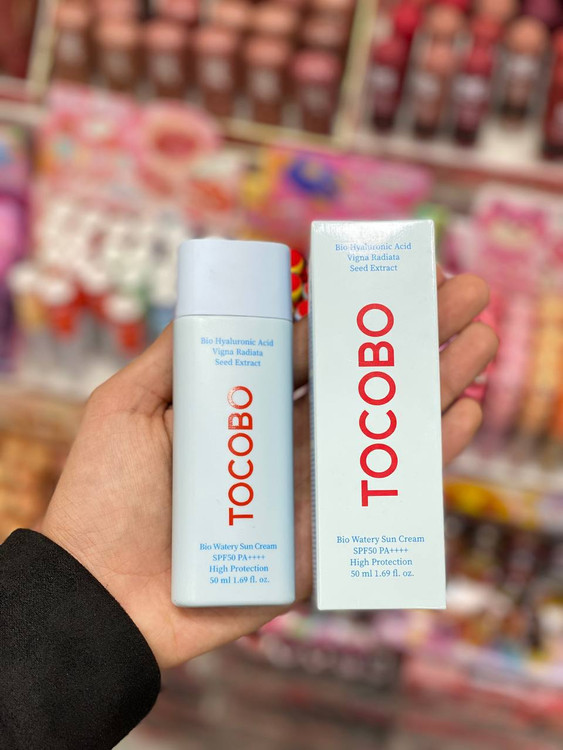 Bio-Hyaluronic Acid
Vigna Radiata
Seed Extract
TOCOBO
Bio Watery Sun Cream
SPF50 PA++++
High Protection
50 ml 1.69 fl. oz.
Bio-Hyaluronic Acid
Vigna Radiata
Seed Extract
TOCOBO
Bio Watery Sun Cream
SPF50 PA++++
High Protection
50 ml 1.69 fl. oz.